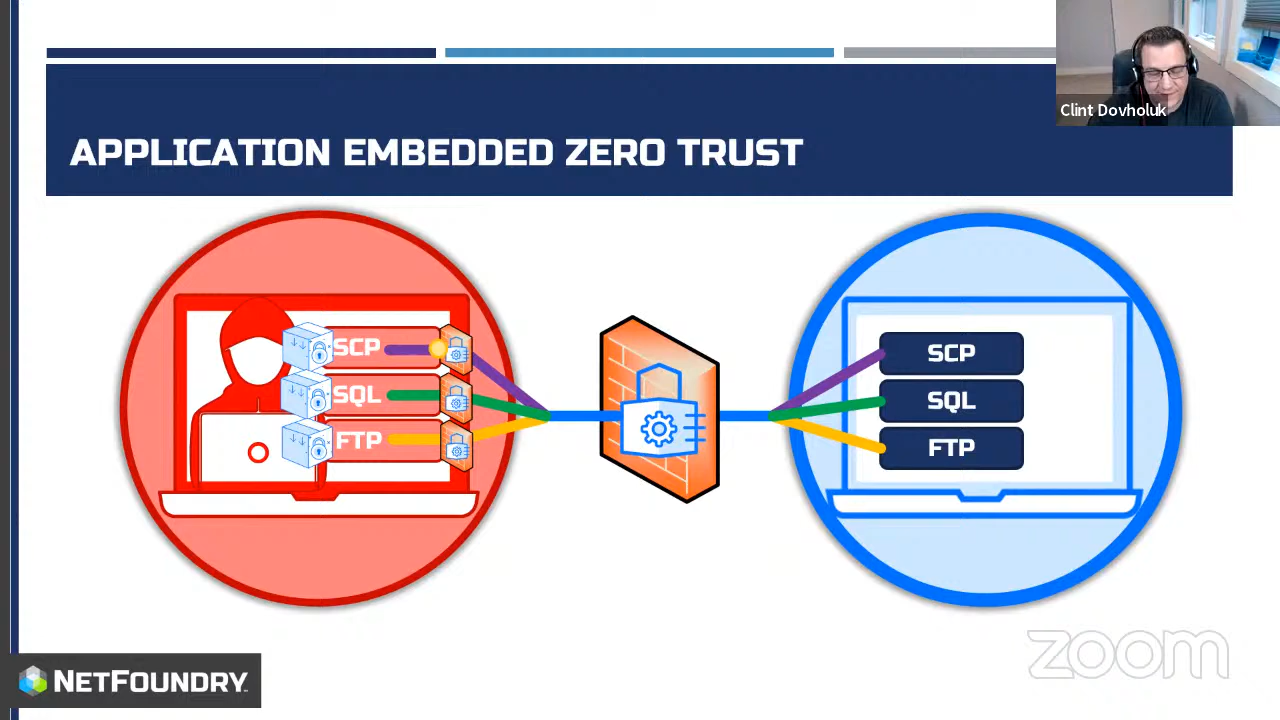 Clint Dovholuk
APPLICATION EMBEDDED ZERO TRUST
SCP
SQL
FTP
SCP
SQL
FTP
zoom
NETFOUNDRY